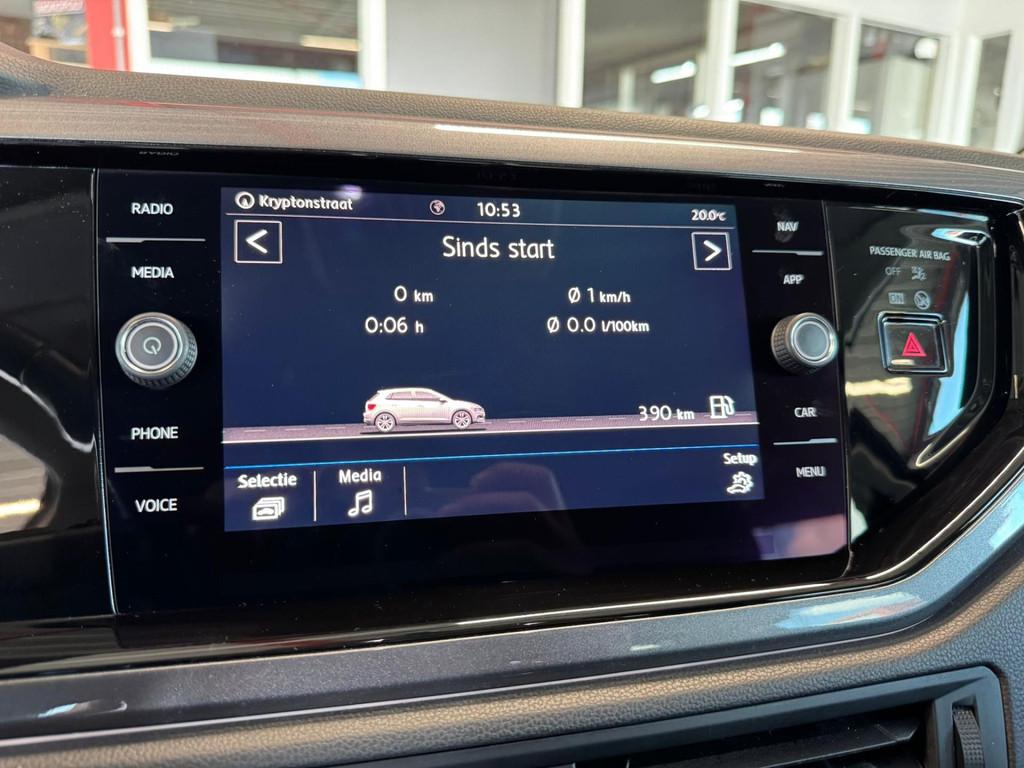 RADIO
MEDIA
PHONE
VOICE
Kryptonstraat
10:53
20.0°C
<
Sinds start
>
0 km
Ø 1 km/h
0:06 h
Ø 0.0 l/100km
390 km
Selectie
Media
Setup
NAV
APP
CAR
MENU
PASSENGER AIR BAG
OFF
ON